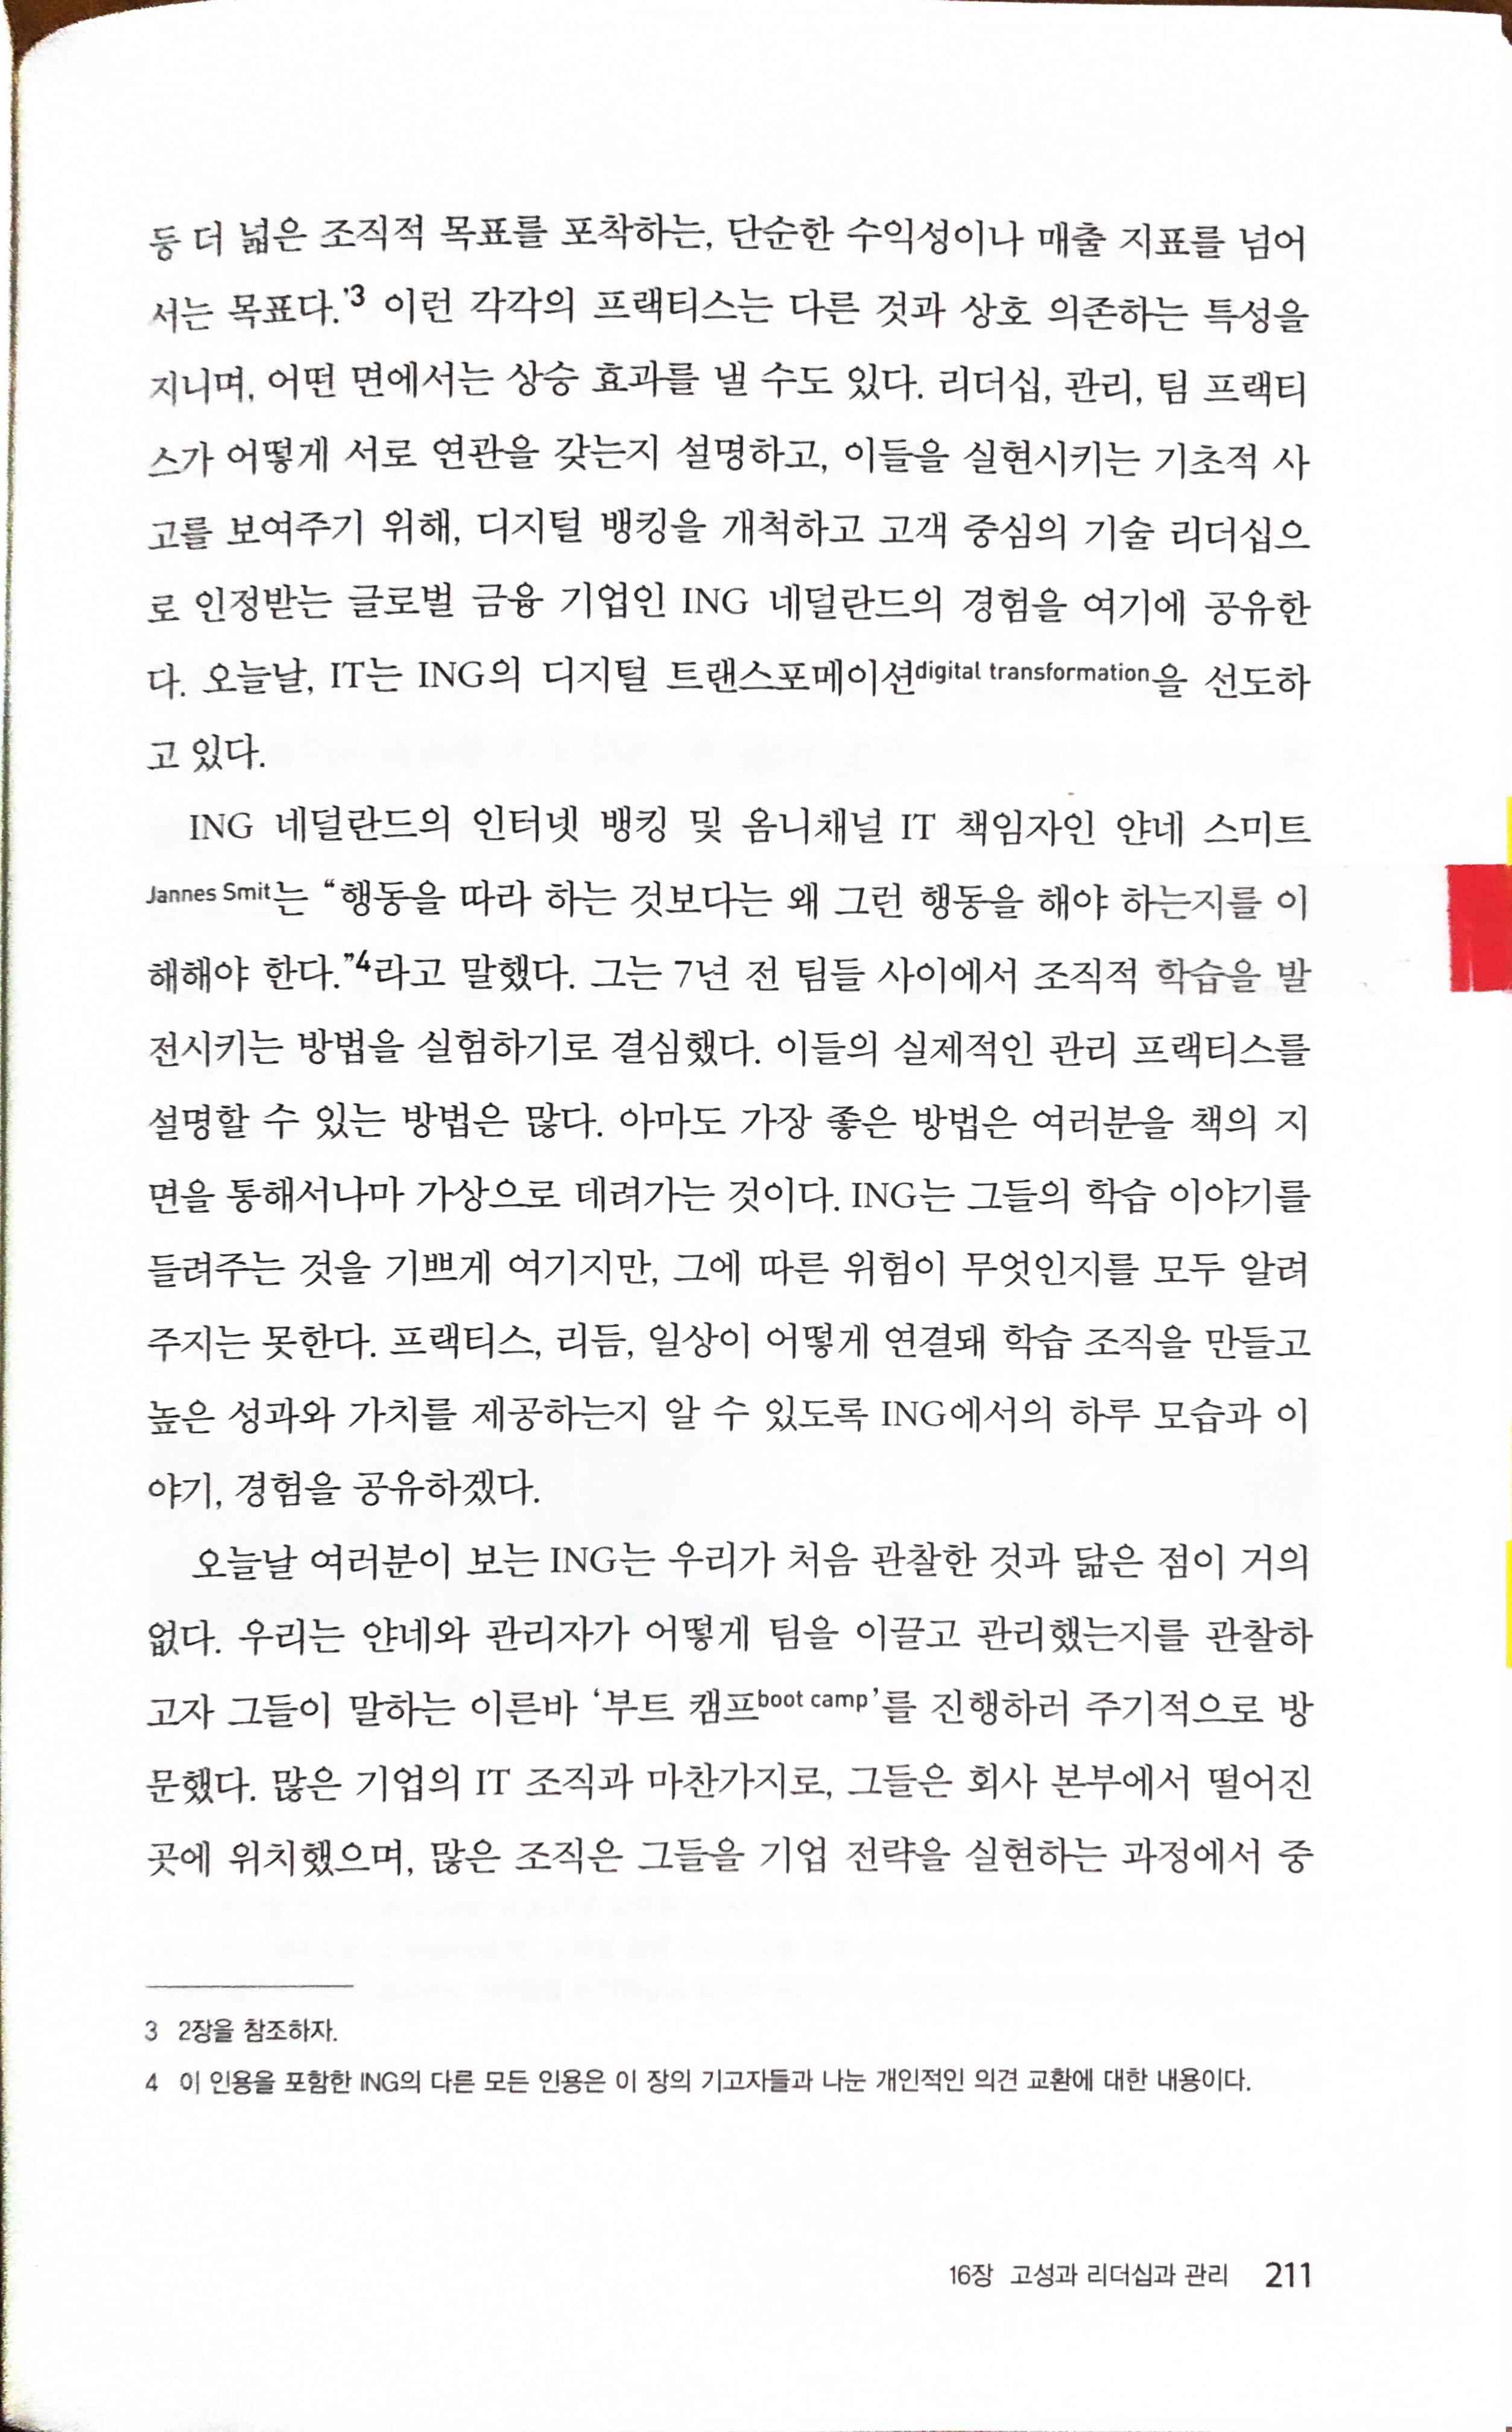 등 더 넓은 조직적 목표를 포착하는, 단순한 수익성이나 매출 지표를 넘어
서는 목표다.'3 이런 각각의 프랙티스는 다른 것과 상호 의존하는 특성을
지니며, 어떤 면에서는 상승 효과를 낼 수도 있다. 리더십, 관리, 팀 프랙티
스가 어떻게 서로 연관을 갖는지 설명하고, 이들을 실현시키는 기초적 사
고를 보여주기 위해, 디지털 뱅킹을 개척하고 고객 중심의 기술 리더십으
로 인정받는 글로벌 금융 기업인 ING 네덜란드의 경험을 여기에 공유한
다. 오늘날, IT는 ING의 디지털 트랜스포메이션digital transformation을 선도하
고 있다.
ING 네덜란드의 인터넷 뱅킹 및 옴니채널 IT 책임자인 얀네 스미트
Jannes Smit는 “행동을 따라 하는 것보다는 왜 그런 행동을 해야 하는지를 이
해해야 한다.”4라고 말했다. 그는 7년 전 팀들 사이에서 조직적 학습을 발
전시키는 방법을 실험하기로 결심했다. 이들의 실제적인 관리 프랙티스를
설명할 수 있는 방법은 많다. 아마도 가장 좋은 방법은 여러분을 책의 지
면을 통해서나마 가상으로 데려가는 것이다. ING는 그들의 학습 이야기를
들려주는 것을 기쁘게 여기지만, 그에 따른 위험이 무엇인지를 모두 알려
주지는 못한다. 프랙티스, 리듬, 일상이 어떻게 연결돼 학습 조직을 만들고
높은 성과와 가치를 제공하는지 알 수 있도록 ING에서의 하루 모습과 이
야기, 경험을 공유하겠다.
오늘날 여러분이 보는 ING는 우리가 처음 관찰한 것과 닮은 점이 거의
없다. 우리는 얀네와 관리자가 어떻게 팀을 이끌고 관리했는지를 관찰하
고자 그들이 말하는 이른바 ‘부트 캠프boot camp’를 진행하러 주기적으로 방
문했다. 많은 기업의 IT 조직과 마찬가지로, 그들은 회사 본부에서 떨어진
곳에 위치했으며, 많은 조직은 그들을 기업 전략을 실현하는 과정에서 중
3 2장을 참조하자.
4 이 인용을 포함한 ING의 다른 모든 인용은 이 장의 기고자들과 나눈 개인적인 의견 교환에 대한 내용이다.
16장 고성과 리더십과 관리 211